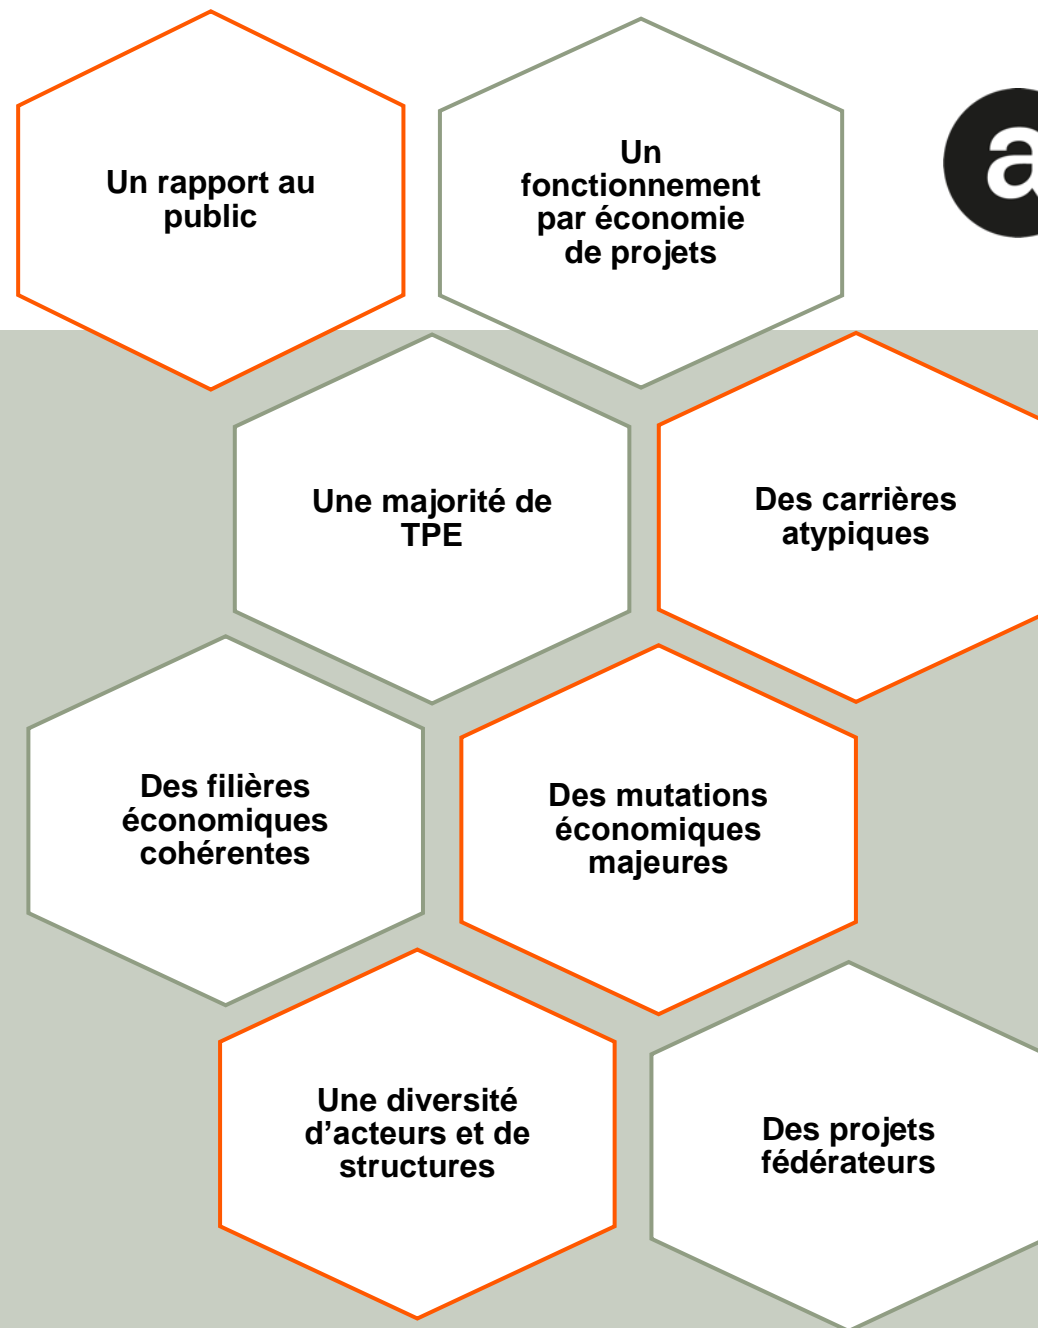 Un rapport au
public
Un
fonctionnement
par économie
de projets
a
Une majorité de
TPE
Des carrières
atypiques
Des filières
économiques
cohérentes
Des mutations
économiques
majeures
Une diversité
d’acteurs et de
structures
Des projets
fédérateurs